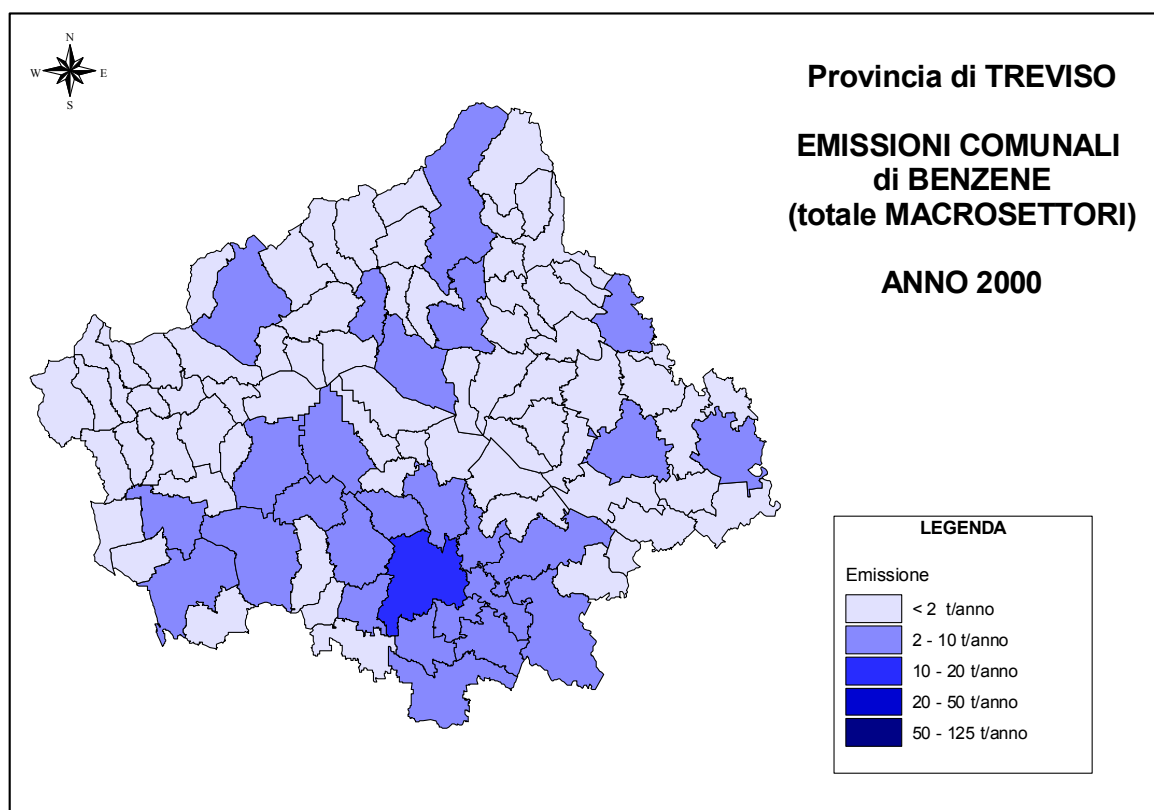 N
W E
S
Provincia di TREVISO
EMISSIONI COMUNALI
di BENZENE
(totale MACROSETTORI)
ANNO 2000
LEGENDA
Emissione
< 2 t/anno
2 - 10 t/anno
10 - 20 t/anno
20 - 50 t/anno
50 - 125 t/anno